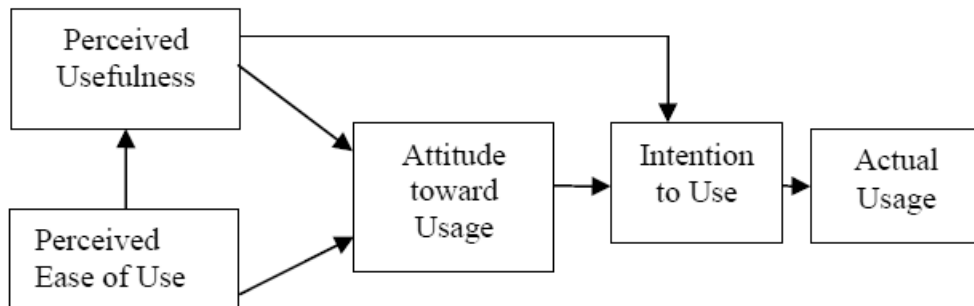 Perceived
Usefulness
Perceived
Ease of Use
Attitude
toward
Usage
Intention
to Use
Actual
Usage